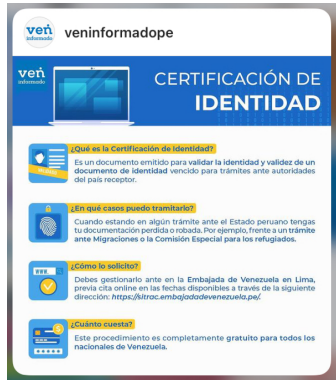 ven
informado
veninformadope
ven
informado
CERTIFICACIÓN DE
IDENTIDAD
¿Qué es la Certificación de Identidad?
Es un documento emitido para validar la identidad y validez de un
documento de identidad vencido para trámites ante autoridades
del país receptor.
¿En qué casos puedo tramitarlo?
Cuando estando en algún trámite ante el Estado peruano tengas
tu documentación perdida o robada. Por ejemplo, frente a un trámite
ante Migraciones o la Comisión Especial para los refugiados.
WWW.
¿Cómo lo solicito?
Debes gestionarlo ante en la Embajada de Venezuela en Lima,
previa cita online en las fechas disponibles a través de la siguiente
dirección: https://sitrac.embajadadevenezuela.pe/.
¿Cuánto cuesta?
Este procedimiento es completamente gratuito para todos los
nacionales de Venezuela.